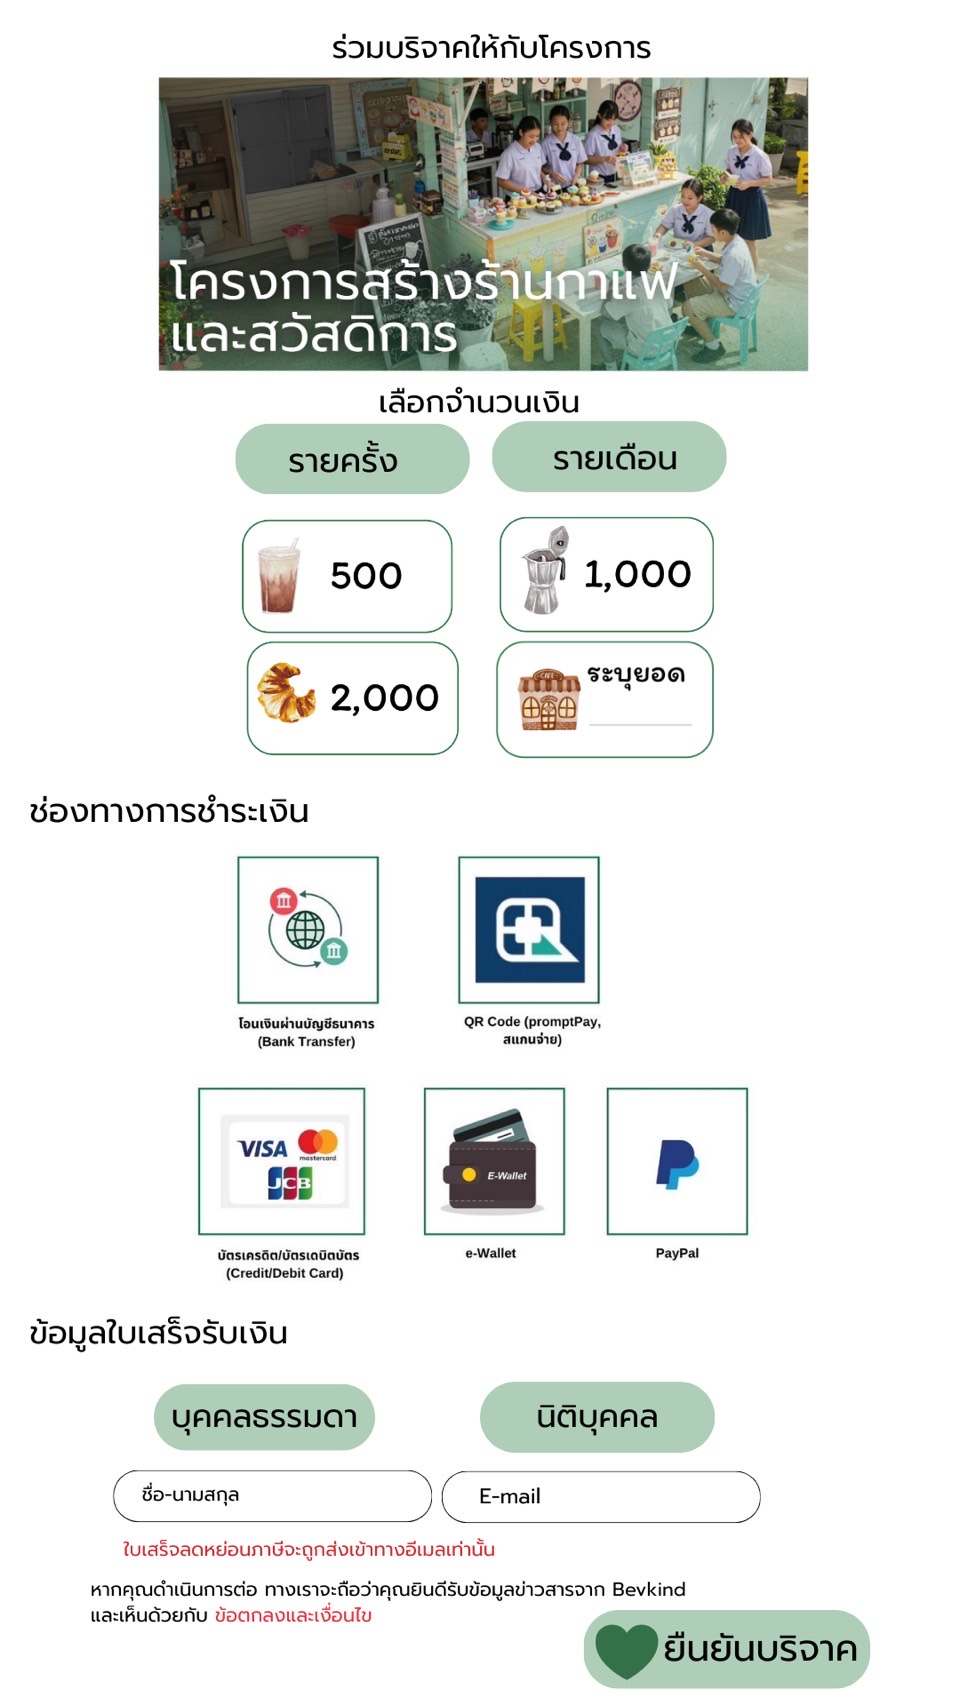 ร่วมบริจาคให้กับโครงการ
โครงการสร้างร้านกาแฟ
และสวัสดิการ
เลือกจำนวนเงิน
รายครั้ง
รายเดือน
500
1,000
2,000
CAFE
ระบุยอด
ช่องทางการชำระเงิน
โอนเงินผ่านบัญชีธนาคาร
(Bank Transfer)
QR Code (promptPay,
สแกนจ่าย)
VISA
mastercard
JCB
E-Wallet
บัตรเครดิต/บัตรเดบิตบัตร
(Credit/Debit Card)
e-Wallet
PayPal
ข้อมูลใบเสร็จรับเงิน
บุคคลธรรมดา
นิติบุคคล
ชื่อ-นามสกุล
E-mail
ใบเสร็จลดหย่อนภาษีจะถูกส่งเข้าทางอีเมลเท่านั้น
หากคุณดำเนินการต่อ ทางเราจะถือว่าคุณยินดีรับข้อมูลข่าวสารจาก Bevkind
และเห็นด้วยกับ ข้อตกลงและเงื่อนไข
ยืนยันบริจาค